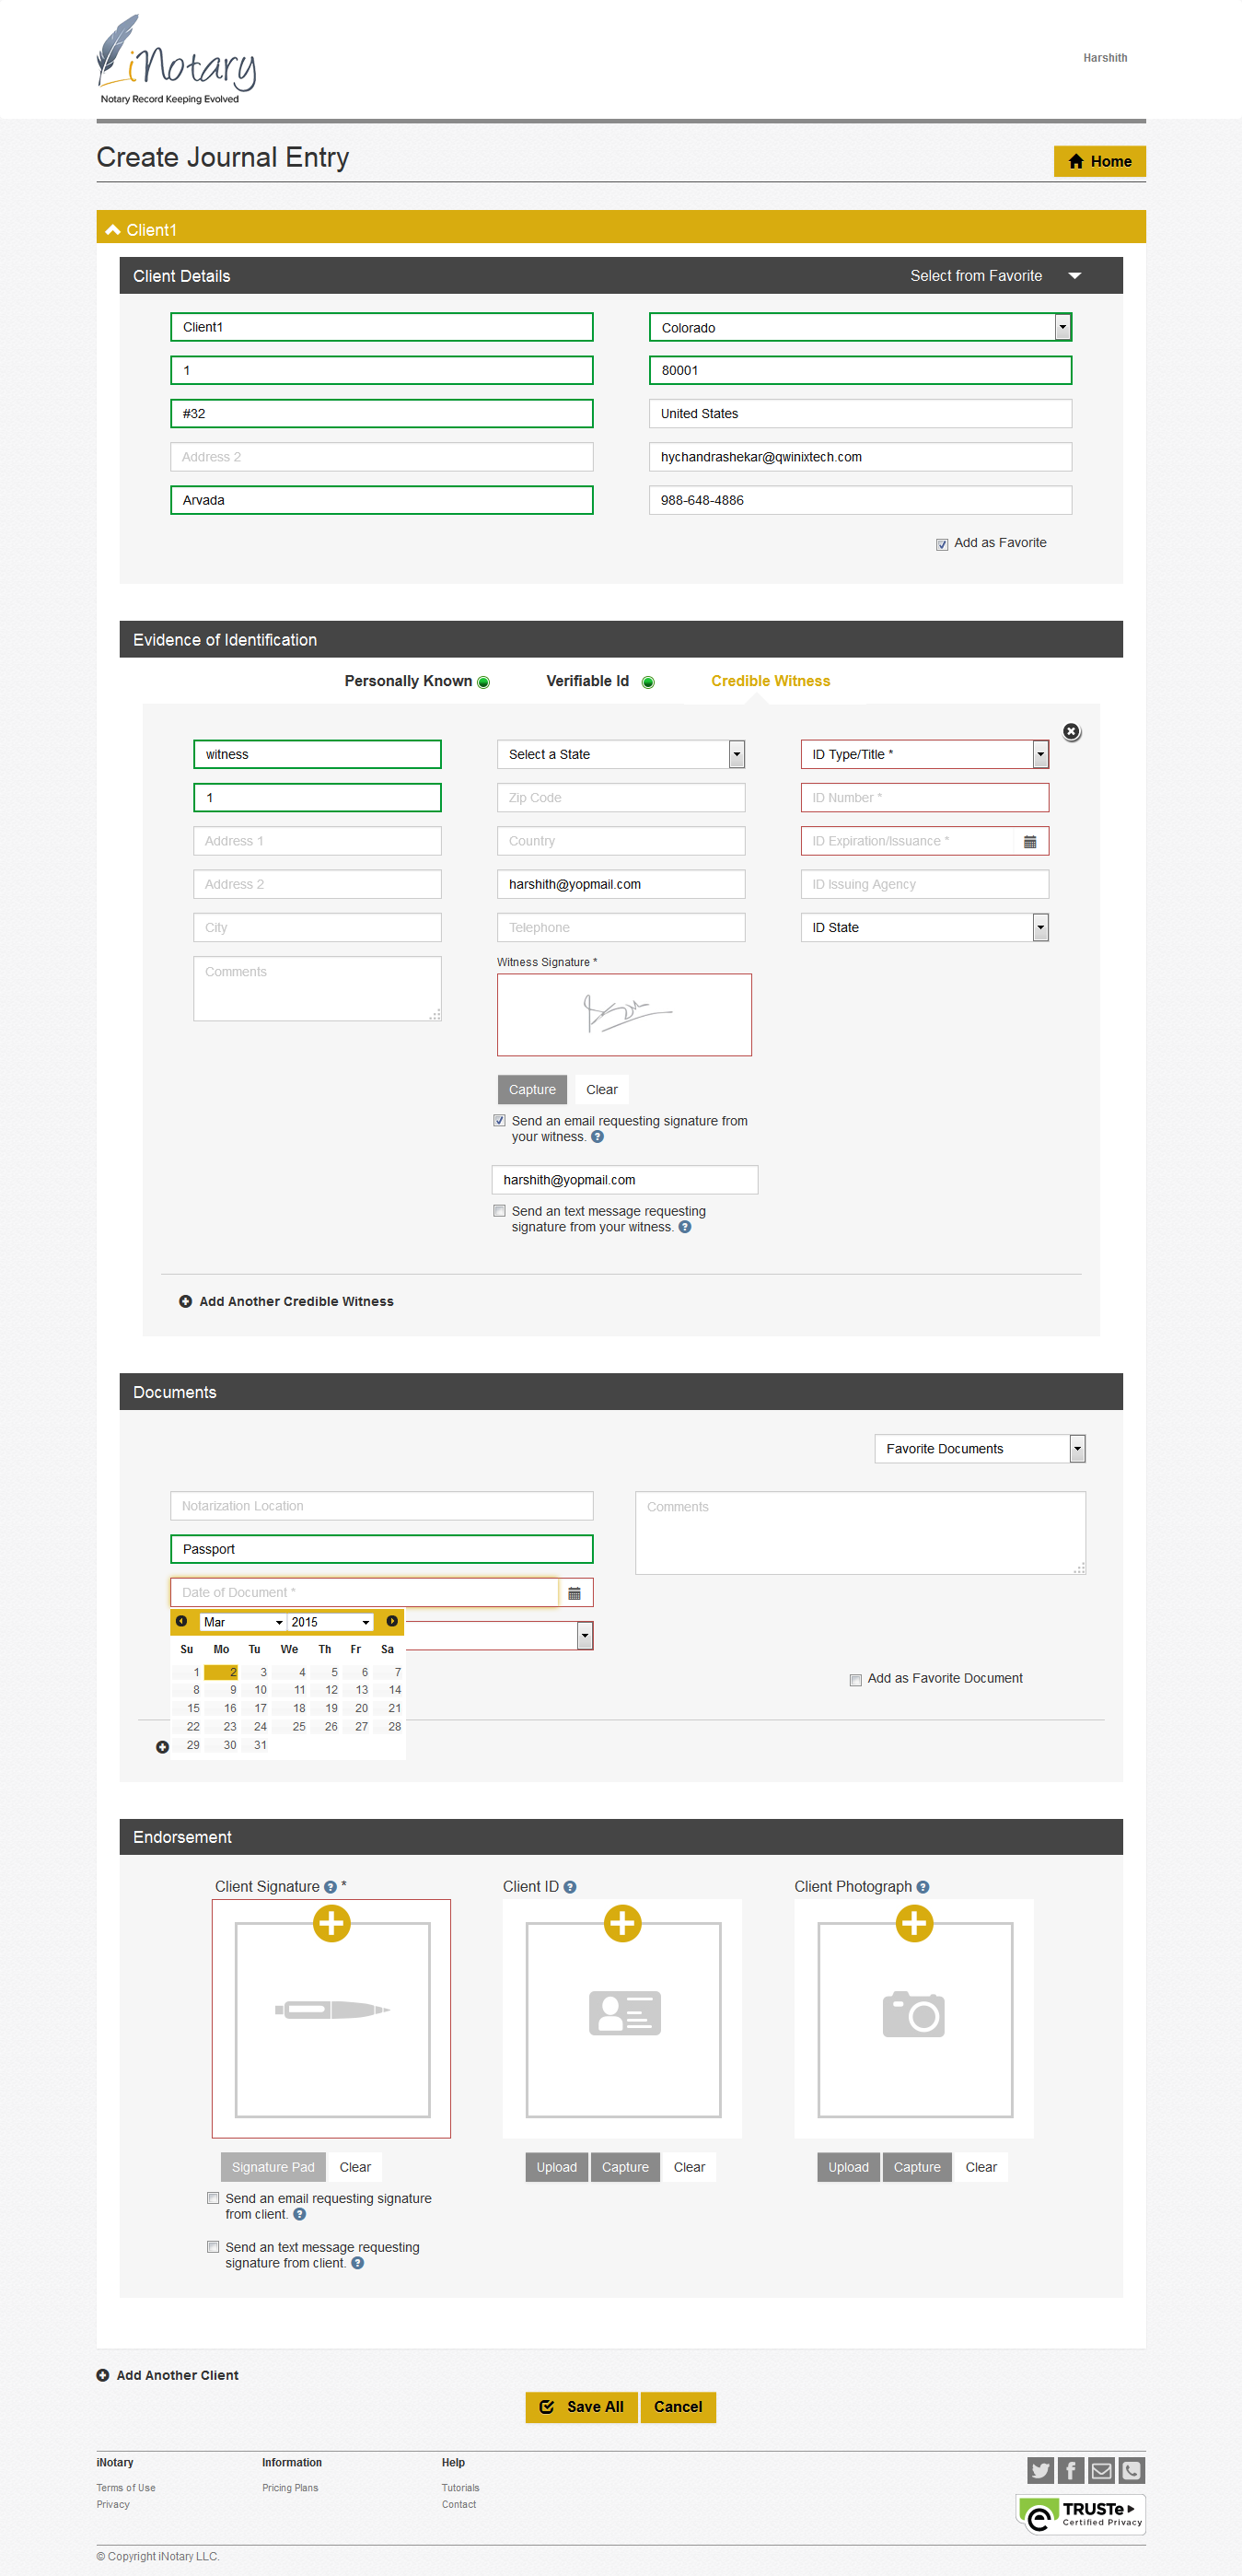 iNotary
Notary Record Keeping Evolved
Harshith
Create Journal Entry
Home
Client1
Client Details
Select from Favorite
Client1
Colorado
1
80001
#32
United States
Address 2
hychandrashekar@qwinixtech.com
Arvada
988-648-4886
Add as Favorite
Evidence of Identification
Personally Known
Verifiable Id
Credible Witness
witness
Select a State
ID Type/Title *
1
Zip Code
ID Number *
Address 1
Country
ID Expiration/Issuance *
Address 2
harshith@yopmail.com
ID Issuing Agency
City
Telephone
ID State
Comments
Witness Signature *
Capture
Clear
Send an email requesting signature from
your witness.
harshith@yopmail.com
Send an text message requesting
signature from your witness.
Add Another Credible Witness
Documents
Favorite Documents
Notarization Location
Comments
Passport
Date of Document *
Mar
2015
Su Mo Tu We Th Fr Sa
1 2 3 4 5 6 7
8 9 10 11 12 13 14
15 16 17 18 19 20 21
22 23 24 25 26 27 28
29 30 31
Add as Favorite Document
Endorsement
Client Signature *
Client ID
Client Photograph
Signature Pad
Clear
Upload
Capture
Clear
Upload
Capture
Clear
Send an email requesting signature
from client.
Send an text message requesting
signature from client.
Add Another Client
Save All
Cancel
iNotary
Information
Help
Terms of Use
Pricing Plans
Tutorials
Privacy
Contact
TRUSTe
Certified Privacy
© Copyright iNotary LLC.